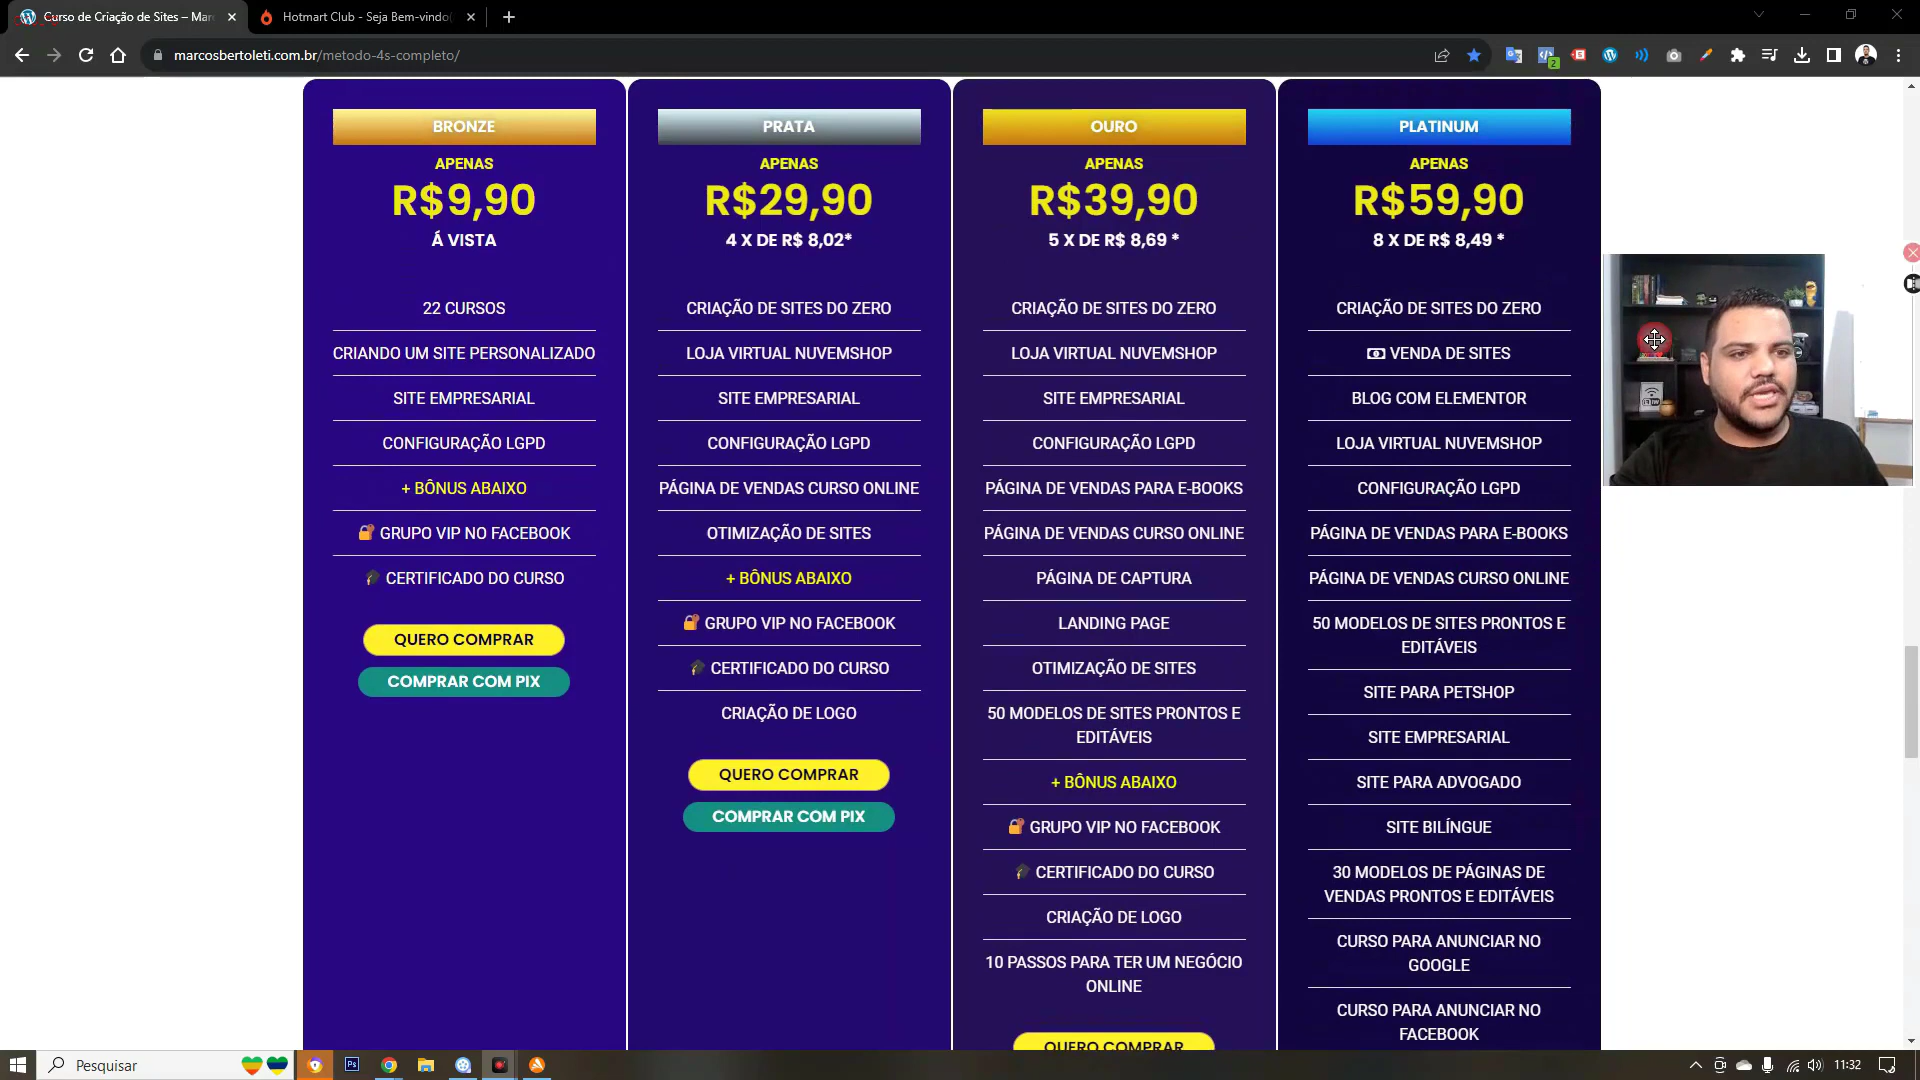 Curso de Criação de Sites – Mar
Hotmart Club - Seja Bem-vindo(
marcosbertoleti.com.br/metodo-4s-completo/
2
BRONZE
APENAS
R$9,90
Á VISTA
22 CURSOS
CRIANDO UM SITE PERSONALIZADO
SITE EMPRESARIAL
CONFIGURAÇÃO LGPD
+ BÔNUS ABAIXO
GRUPO VIP NO FACEBOOK
CERTIFICADO DO CURSO
QUERO COMPRAR
COMPRAR COM PIX
PRATA
APENAS
R$29,90
4 X DE R$ 8,02*
CRIAÇÃO DE SITES DO ZERO
LOJA VIRTUAL NUVEMSHOP
SITE EMPRESARIAL
CONFIGURAÇÃO LGPD
PÁGINA DE VENDAS CURSO ONLINE
OTIMIZAÇÃO DE SITES
+ BÔNUS ABAIXO
GRUPO VIP NO FACEBOOK
CERTIFICADO DO CURSO
CRIAÇÃO DE LOGO
QUERO COMPRAR
COMPRAR COM PIX
OURO
APENAS
R$39,90
5 X DE R$ 8,69 *
CRIAÇÃO DE SITES DO ZERO
LOJA VIRTUAL NUVEMSHOP
SITE EMPRESARIAL
CONFIGURAÇÃO LGPD
PÁGINA DE VENDAS PARA E-BOOKS
PÁGINA DE VENDAS CURSO ONLINE
PÁGINA DE CAPTURA
LANDING PAGE
OTIMIZAÇÃO DE SITES
50 MODELOS DE SITES PRONTOS E
EDITÁVEIS
+ BÔNUS ABAIXO
GRUPO VIP NO FACEBOOK
CERTIFICADO DO CURSO
CRIAÇÃO DE LOGO
10 PASSOS PARA TER UM NEGÓCIO
ONLINE
QUERO COMPRAR
PLATINUM
APENAS
R$59,90
8 X DE R$ 8,49 *
CRIAÇÃO DE SITES DO ZERO
VENDA DE SITES
BLOG COM ELEMENTOR
LOJA VIRTUAL NUVEMSHOP
CONFIGURAÇÃO LGPD
PÁGINA DE VENDAS PARA E-BOOKS
PÁGINA DE VENDAS CURSO ONLINE
50 MODELOS DE SITES PRONTOS E
EDITÁVEIS
SITE PARA PETSHOP
SITE EMPRESARIAL
SITE PARA ADVOGADO
SITE BILÍNGUE
30 MODELOS DE PÁGINAS DE
VENDAS PRONTOS E EDITÁVEIS
CURSO PARA ANUNCIAR NO
GOOGLE
CURSO PARA ANUNCIAR NO
FACEBOOK
Pesquisar
Ps
11:32